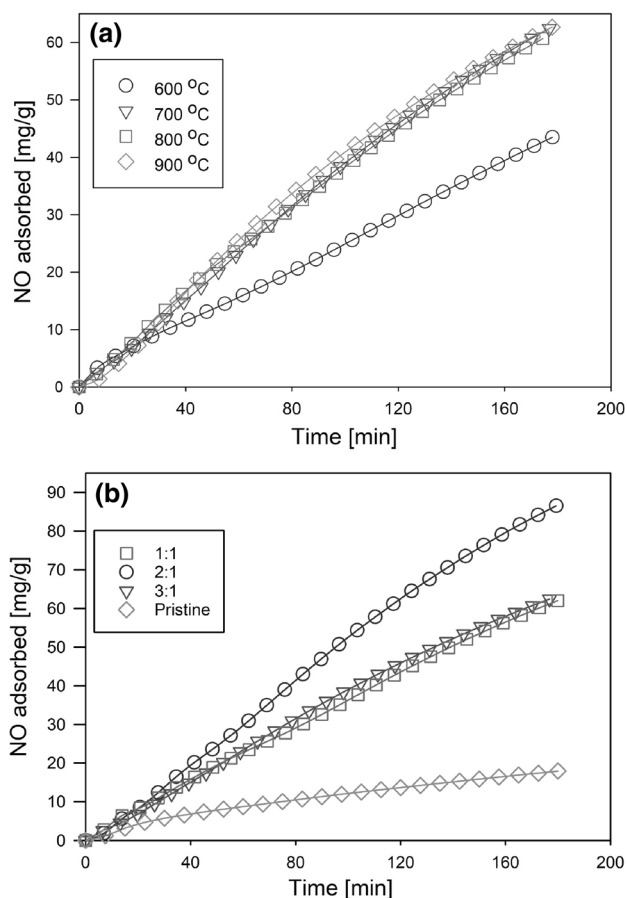 (a)
600 °C
700 °C
800 °C
900 °C
NO adsorbed [mg/g]
60
50
40
30
20
10
0
0 40 80 120 160 200
Time [min]
(b)
1:1
2:1
3:1
Pristine
NO adsorbed [mg/g]
90
80
70
60
50
40
30
20
10
0
0 40 80 120 160 200
Time [min]